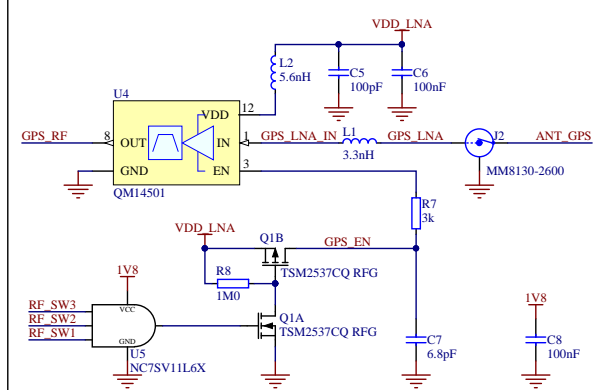 VDD_LNA
L2
5.6nH
C5
100pF
C6
100nF
U4
VDD
12
GPS_RF
8
OUT
IN
1
GPS_LNA_IN
L1
3.3nH
GPS_LNA
J2
ANT_GPS
GND
EN
3
MM8130-2600
QM14501
R7
3k
VDD_LNA
Q1B
GPS_EN
TSM2537CQ RFG
R8
1M0
1V8
RF_SW3
RF_SW2
RF_SW1
VCC
GND
U5
NC7SV11L6X
Q1A
TSM2537CQ RFG
C7
6.8pF
1V8
C8
100nF